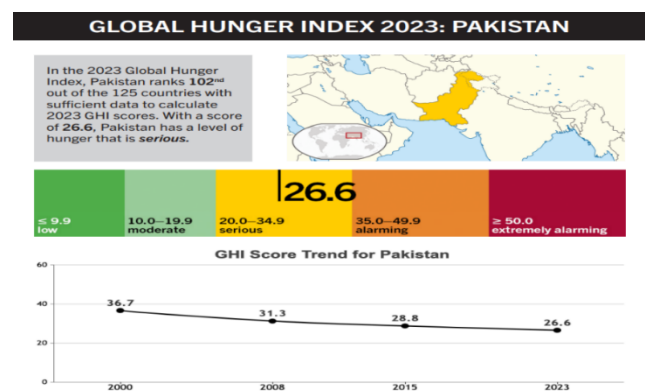 GLOBAL HUNGER INDEX 2023: PAKISTAN
In the 2023 Global Hunger
Index, Pakistan ranks 102nd
out of the 125 countries with
sufficient data to calculate
2023 GHI scores. With a score
of 26.6, Pakistan has a level of
hunger that is serious.
26.6
≤ 9.9 10.0–19.9 20.0–34.9 35.0–49.9 ≥ 50.0
low moderate serious alarming extremely alarming
GHI Score Trend for Pakistan
60
40
20
0
36.7 31.3 28.8 26.6
2000 2008 2015 2023